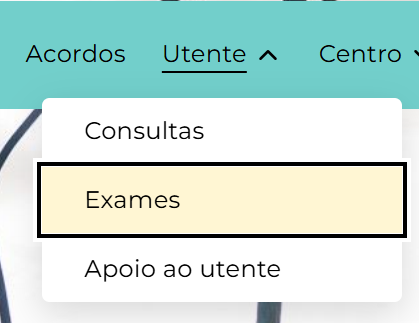 Acordos Utente Centro
Consultas
Exames
Apoio ao utente